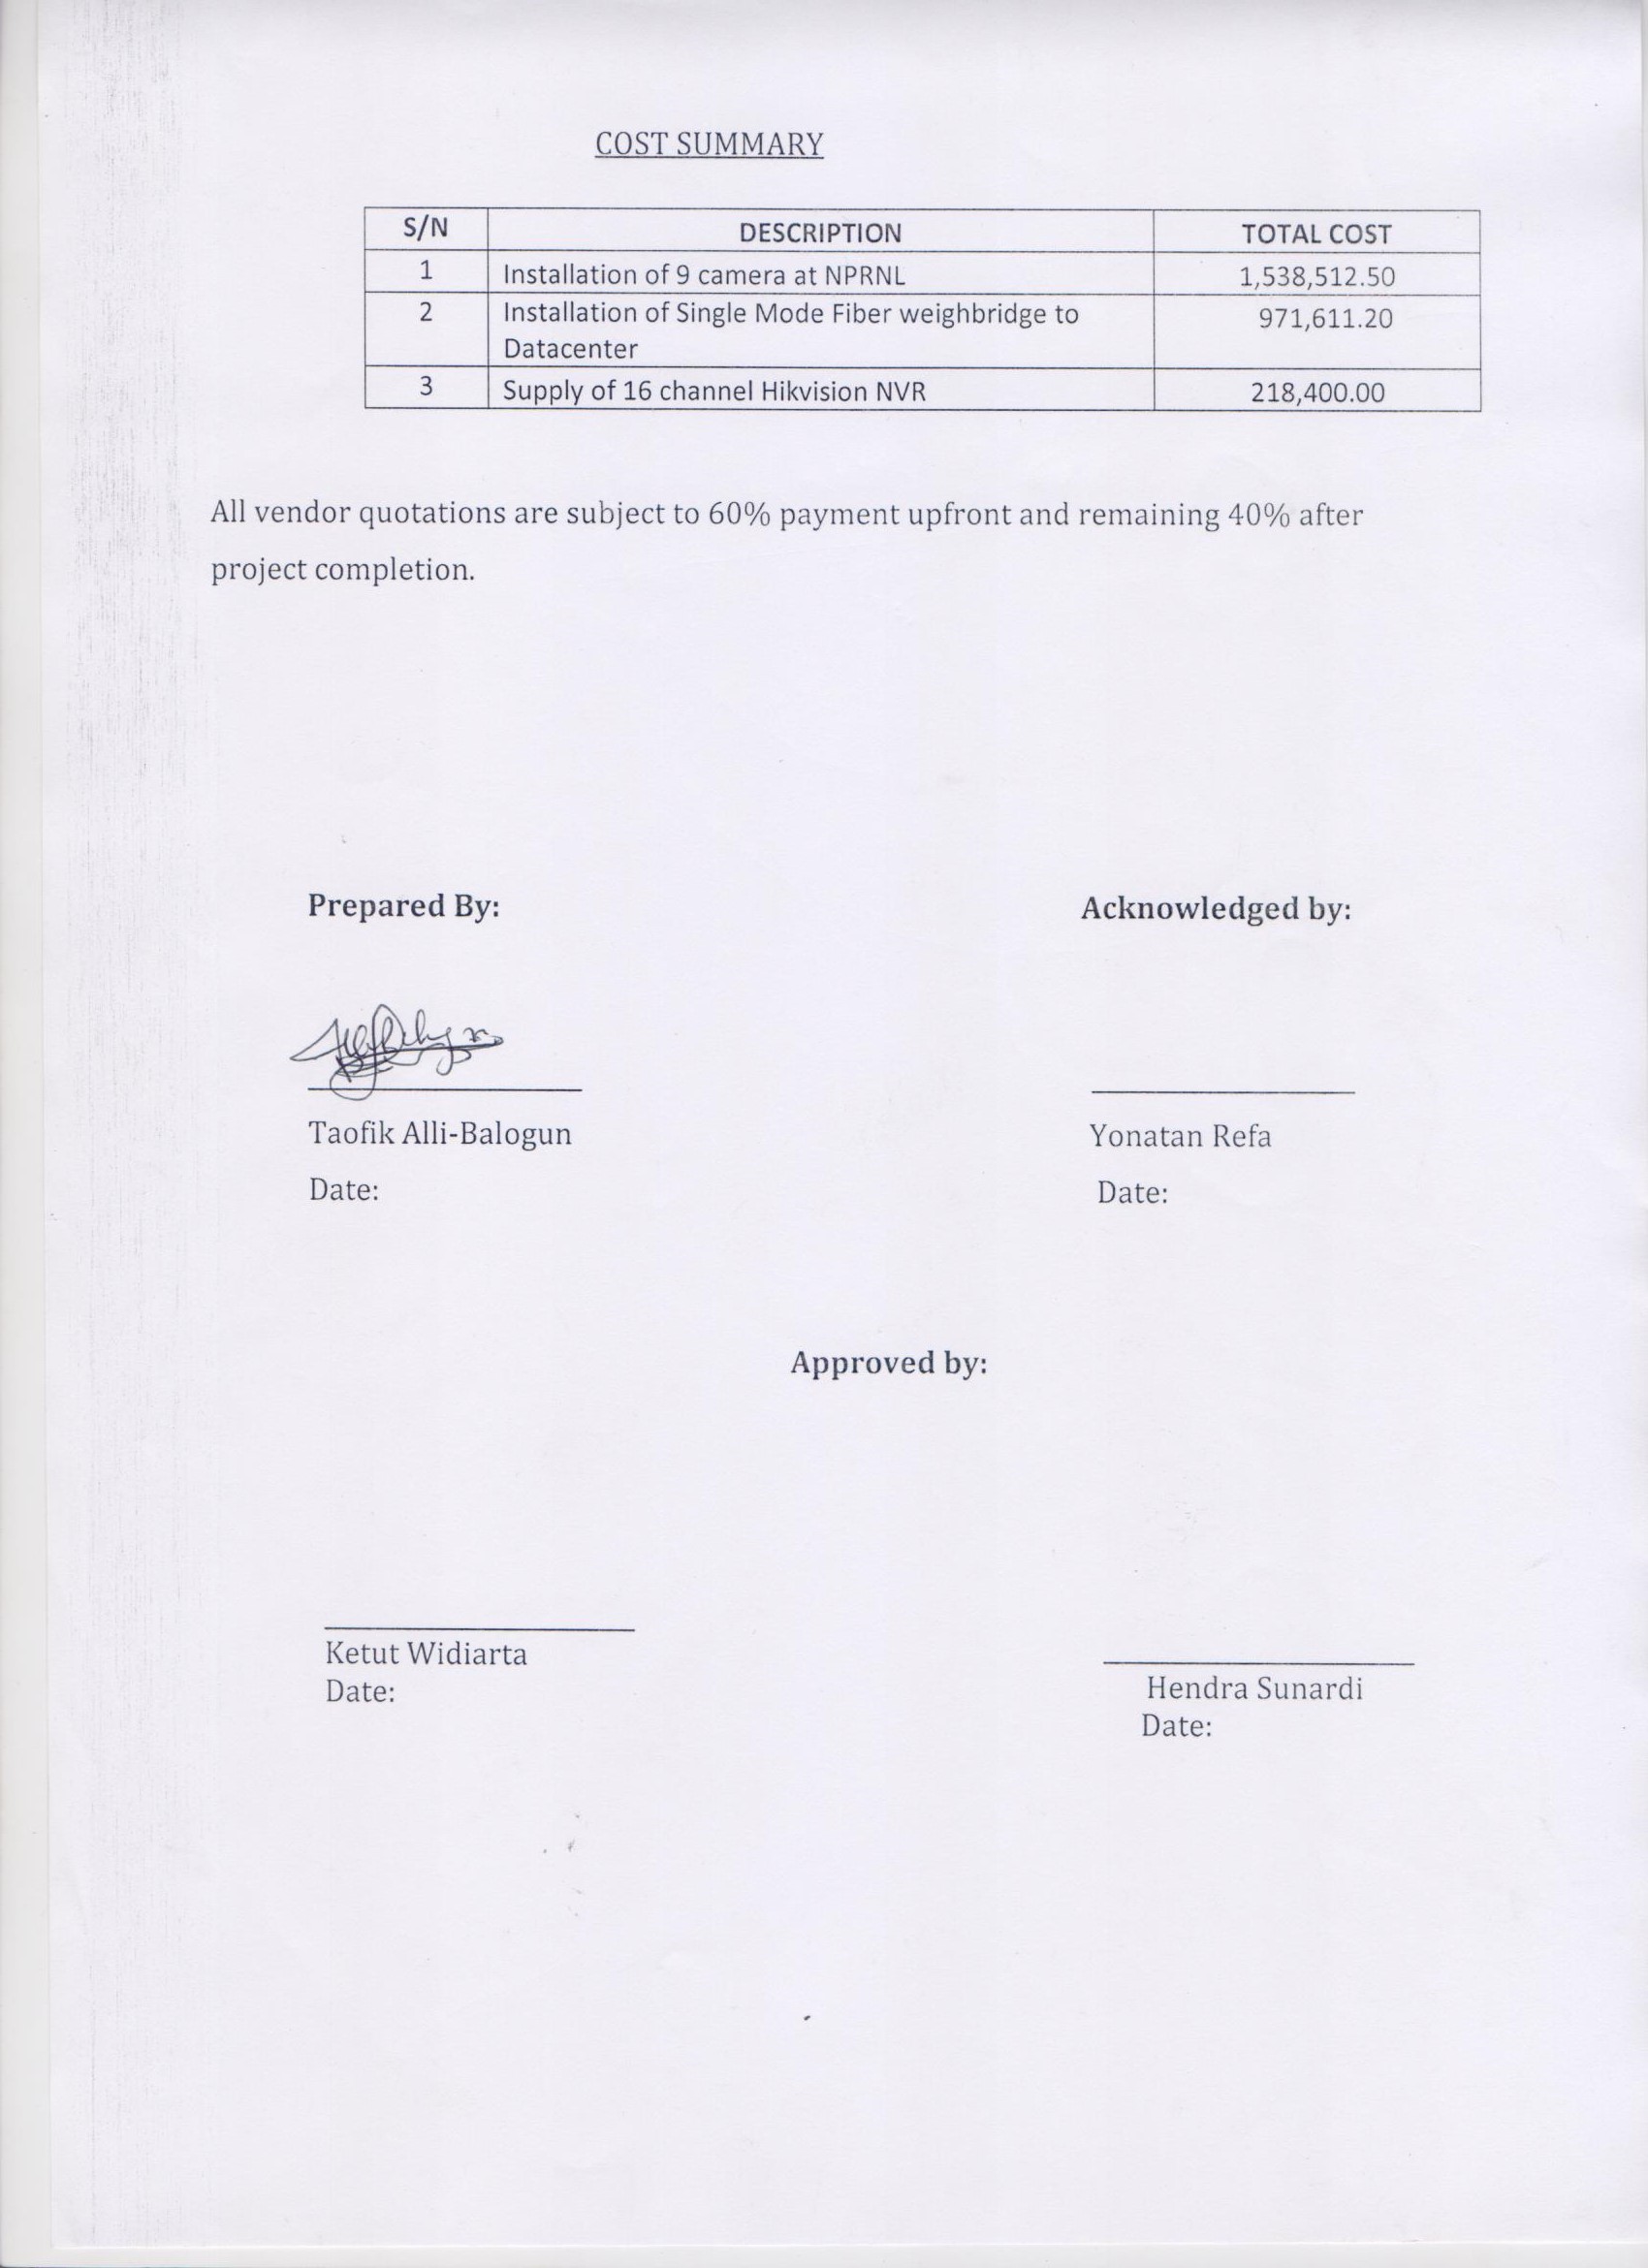 COST SUMMARY
S/N DESCRIPTION TOTAL COST
1 Installation of 9 camera at NPRNL 1,538,512.50
2 Installation of Single Mode Fiber weighbridge to 971,611.20
Datacenter
3 Supply of 16 channel Hikvision NVR 218,400.00
All vendor quotations are subject to 60% payment upfront and remaining 40% after
project completion.
Prepared By: Acknowledged by:
Taofik Alli-Balogun Yonatan Refa
Date: Date:
Approved by:
Ketut Widiarta
Date:
Hendra Sunardi
Date: